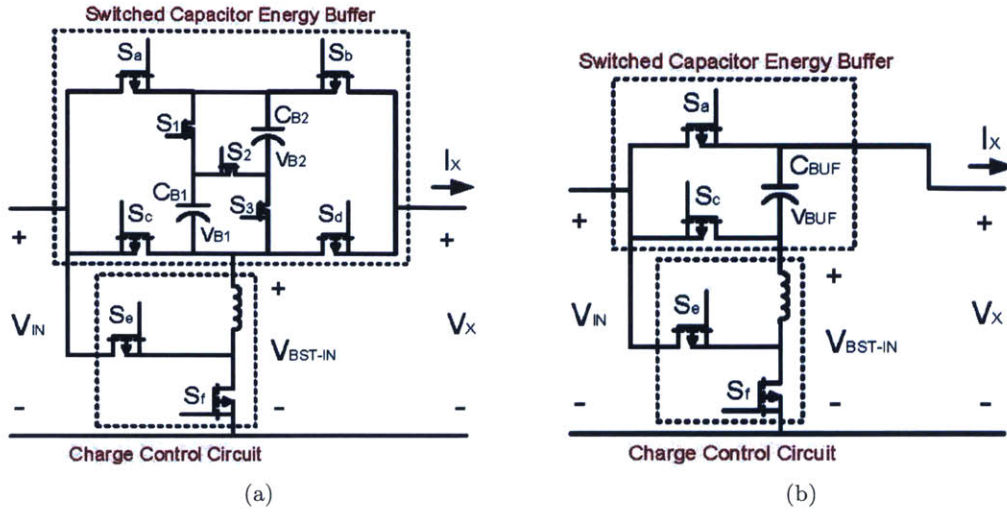 Switched Capacitor Energy Buffer
Sa
Sb
S1
CB2
S2
VB2
CB1
S3
Sc
VB1
Sd
IX
+
+
+
Se
VIN
VX
VBST-IN
Sf
-
-
-
Charge Control Circuit
(a)
Switched Capacitor Energy Buffer
Sa
CBUF
IX
Sc
VBUF
+
+
+
Se
VIN
VX
VBST-IN
Sf
-
-
-
Charge Control Circuit
(b)